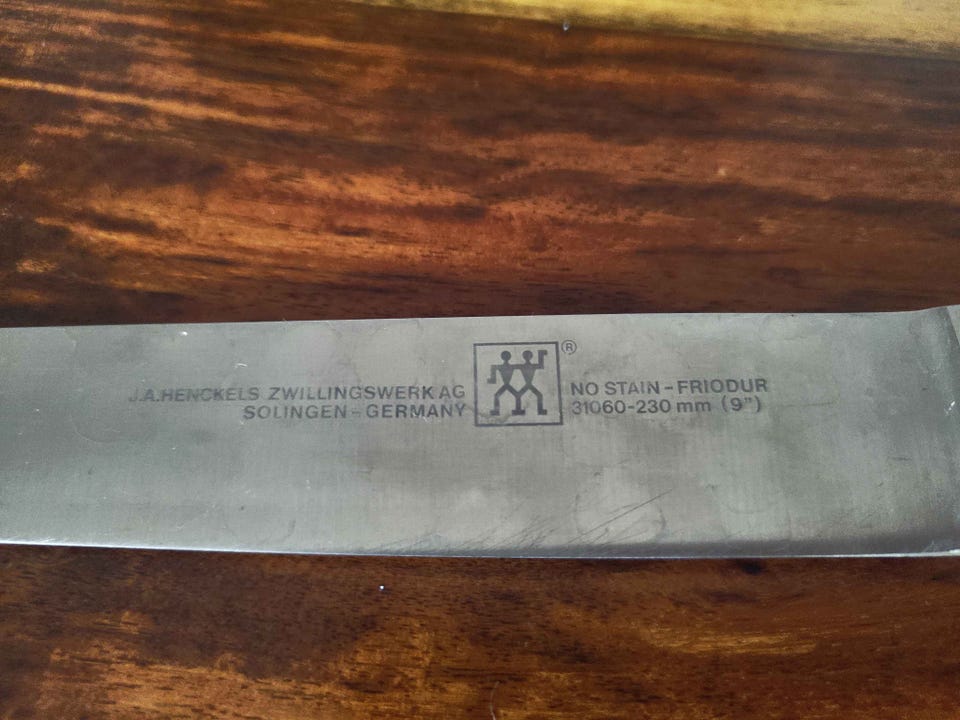 J.A.HENCKELS ZWILLINGSWERK AG
SOLINGEN - GERMANY
®
NO STAIN - FRIODUR
31060-230 mm (9")